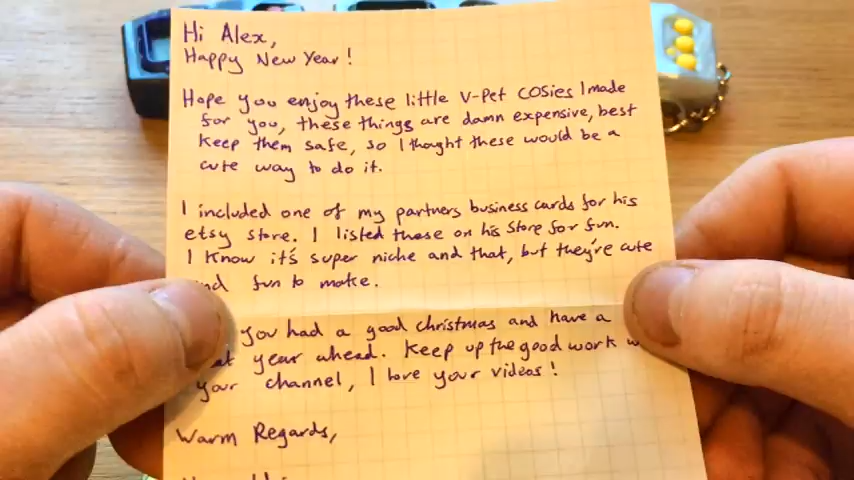 Hi Alex,
Happy New Year!
Hope you enjoy these little V-Pet cosies I made
for you, these things are damn expensive, best
keep them safe, so I thought these would be a
cute way to do it.
I included one of my partners business cards for his
etsy store. I listed these on his store for fun.
I know it's super niche and that, but they're cute
and fun to make.
you had a good christmas and have a
year ahead. Keep up the good work
your channel, I love your videos!
Warm Regards,